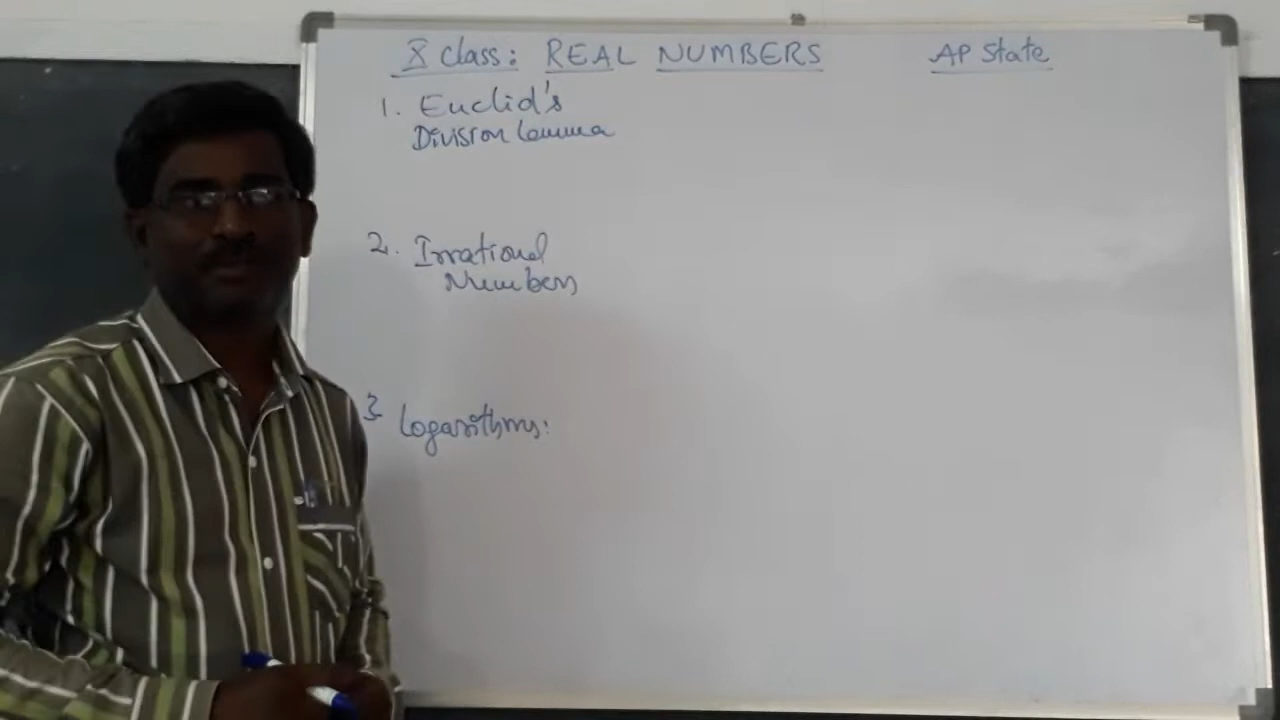 X class: REAL NUMBERS AP State
1. Euclid's
Division Lemma
2. Irrational
Numbers
3 Logarithms: